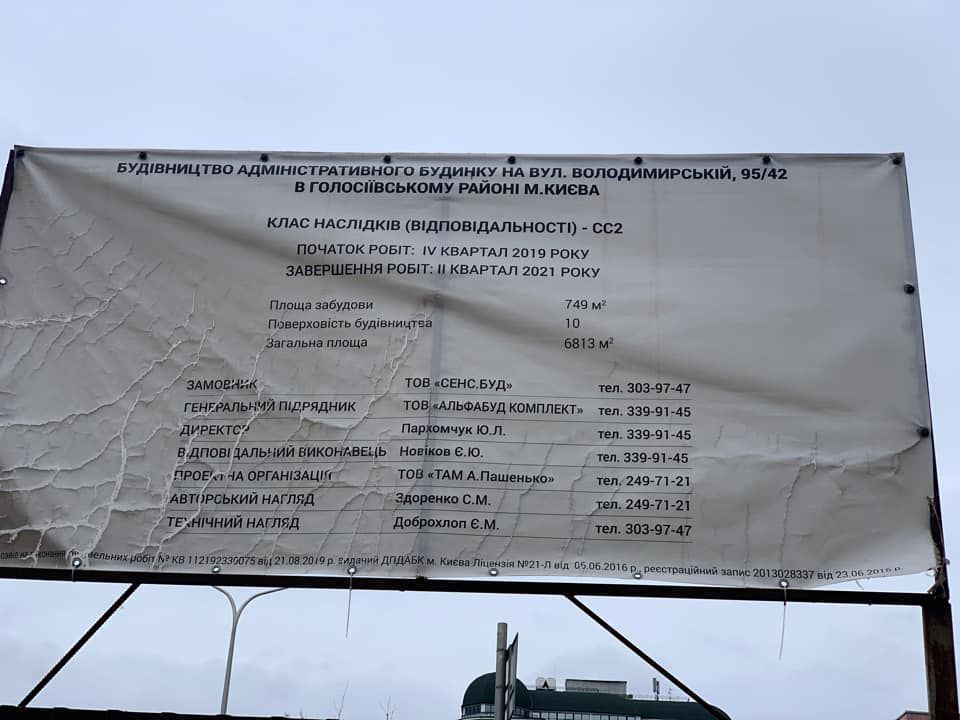 БУДІВНИЦТВО АДМІНІСТРАТИВНОГО БУДИНКУ НА ВУЛ. ВОЛОДИМИРСЬКІЙ, 95/42
В ГОЛОСІЇВСЬКОМУ РАЙОНІ М.КИЄВА
КЛАС НАСЛІДКІВ (ВІДПОВІДАЛЬНОСТІ) - СС2
ПОЧАТОК РОБІТ: IV КВАРТАЛ 2019 РОКУ
ЗАВЕРШЕННЯ РОБІТ: II КВАРТАЛ 2021 РОКУ
Площа забудови 749 м²
Поверховість будівництва 10
Загальна площа 6813 м²
ЗАМОВНИК ТОВ «СЕНС.БУД» тел. 303-97-47
ГЕНЕРАЛЬНИЙ ПІДРЯДНИК ТОВ «АЛЬФАБУД КОМПЛЕКТ» тел. 339-91-45
ДИРЕКТОР Пархомчук Ю.Л. тел. 339-91-45
ВІДПОВІДАЛЬНИЙ ВИКОНАВЕЦЬ Новіков Є.Ю. тел. 339-91-45
ПРОЕКТНА ОРГАНІЗАЦІЯ ТОВ «ТАМ А.Пашенько» тел. 249-71-21
АВТОРСЬКИЙ НАГЛЯД Здоренко С.М. тел. 249-71-21
ТЕХНІЧНИЙ НАГЛЯД Доброхлоп Є.М. тел. 303-97-47
робіт № КВ 112192330075 від 21.08.2019 р. виданий ДПДАБК м. Києва Ліцензія №21-Л від 05.06.2016 р., реєстраційний запис 2013028337 від 23.06.2016 р.